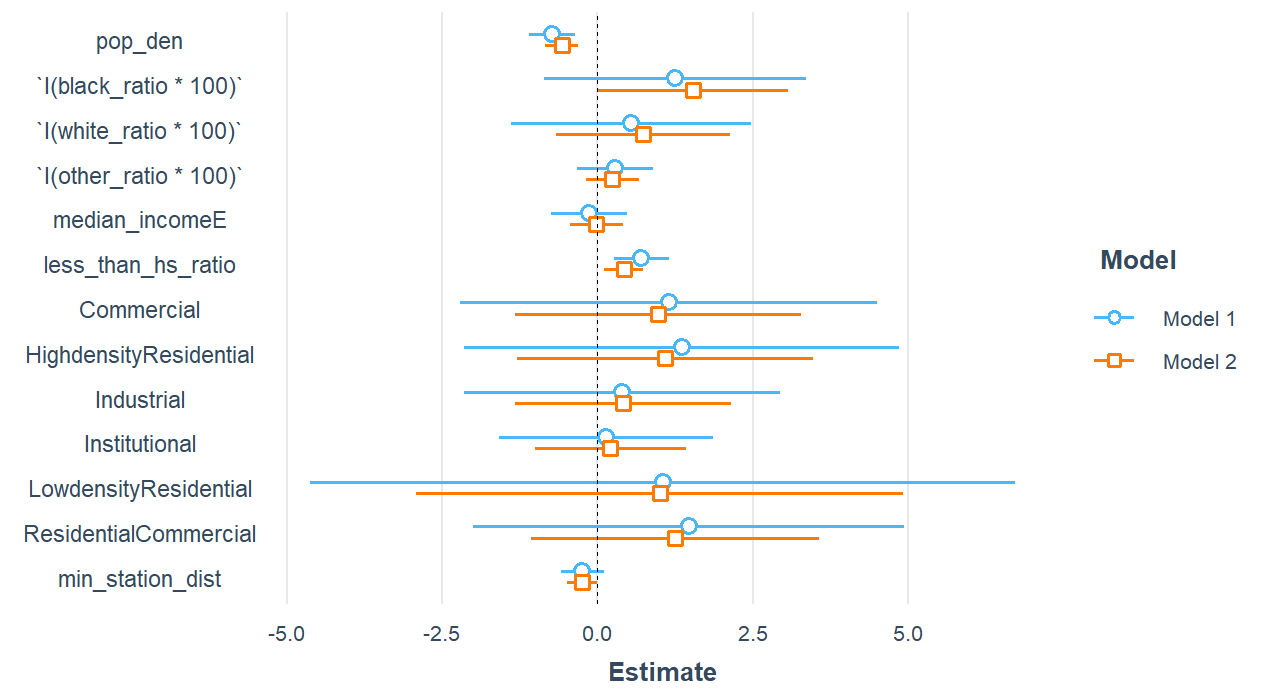 pop_den
`I(black_ratio * 100)`
`I(white_ratio * 100)`
`I(other_ratio * 100)`
median_incomeE
less_than_hs_ratio
Commercial
HighdensityResidential
Industrial
Institutional
LowdensityResidential
ResidentialCommercial
min_station_dist
-5.0 -2.5 0.0 2.5 5.0
Estimate
Model
Model 1
Model 2